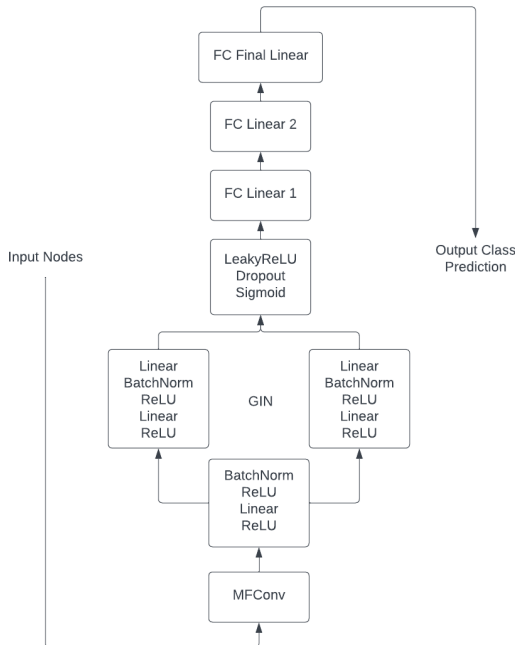 FC Final Linear
FC Linear 2
FC Linear 1
Input Nodes
Output Class
Prediction
LeakyReLU
Dropout
Sigmoid
Linear
BatchNorm
ReLU
Linear
ReLU
GIN
Linear
BatchNorm
ReLU
Linear
ReLU
BatchNorm
ReLU
Linear
ReLU
MFConv